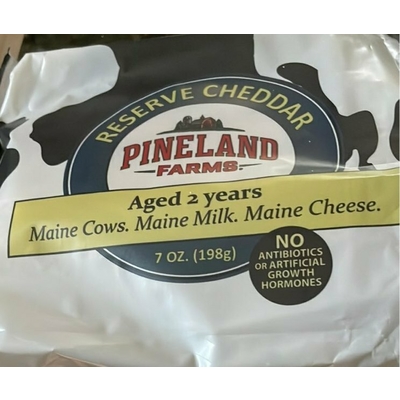 RESERVE CHEDDAR
PINELAND
FARMS
Aged 2 years
Maine Cows. Maine Milk. Maine Cheese.
7 OZ. (198g)
NO
ANTIBIOTICS
OR ARTIFICIAL
GROWTH
HORMONES